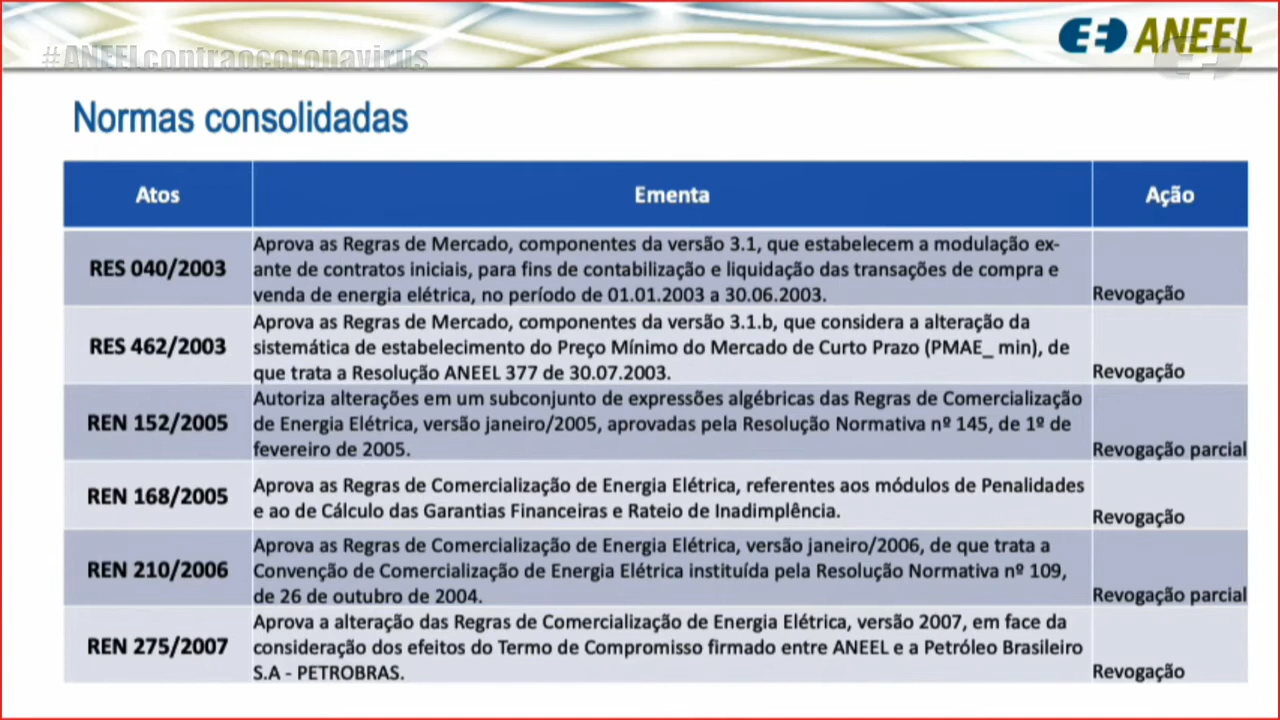 #ANEELcontraocoronavirus
ANEEL
Normas consolidadas
Atos
Ementa
Ação
RES 040/2003
Aprova as Regras de Mercado, componentes da versão 3.1, que estabelecem a modulação ex-
ante de contratos iniciais, para fins de contabilização e liquidação das transações de compra e
venda de energia elétrica, no período de 01.01.2003 a 30.06.2003.
Revogação
RES 462/2003
Aprova as Regras de Mercado, componentes da versão 3.1.b, que considera a alteração da
sistemática de estabelecimento do Preço Mínimo do Mercado de Curto Prazo (PMAE_ min), de
que trata a Resolução ANEEL 377 de 30.07.2003.
Revogação
REN 152/2005
Autoriza alterações em um subconjunto de expressões algébricas das Regras de Comercialização
de Energia Elétrica, versão janeiro/2005, aprovadas pela Resolução Normativa nº 145, de 1º de
fevereiro de 2005.
Revogação parcial
REN 168/2005
Aprova as Regras de Comercialização de Energia Elétrica, referentes aos módulos de Penalidades
e ao de Cálculo das Garantias Financeiras e Rateio de Inadimplência.
Revogação
REN 210/2006
Aprova as Regras de Comercialização de Energia Elétrica, versão janeiro/2006, de que trata a
Convenção de Comercialização de Energia Elétrica instituída pela Resolução Normativa nº 109,
de 26 de outubro de 2004.
Revogação parcial
REN 275/2007
Aprova a alteração das Regras de Comercialização de Energia Elétrica, versão 2007, em face da
consideração dos efeitos do Termo de Compromisso firmado entre ANEEL e a Petróleo Brasileiro
S.A - PETROBRAS.
Revogação